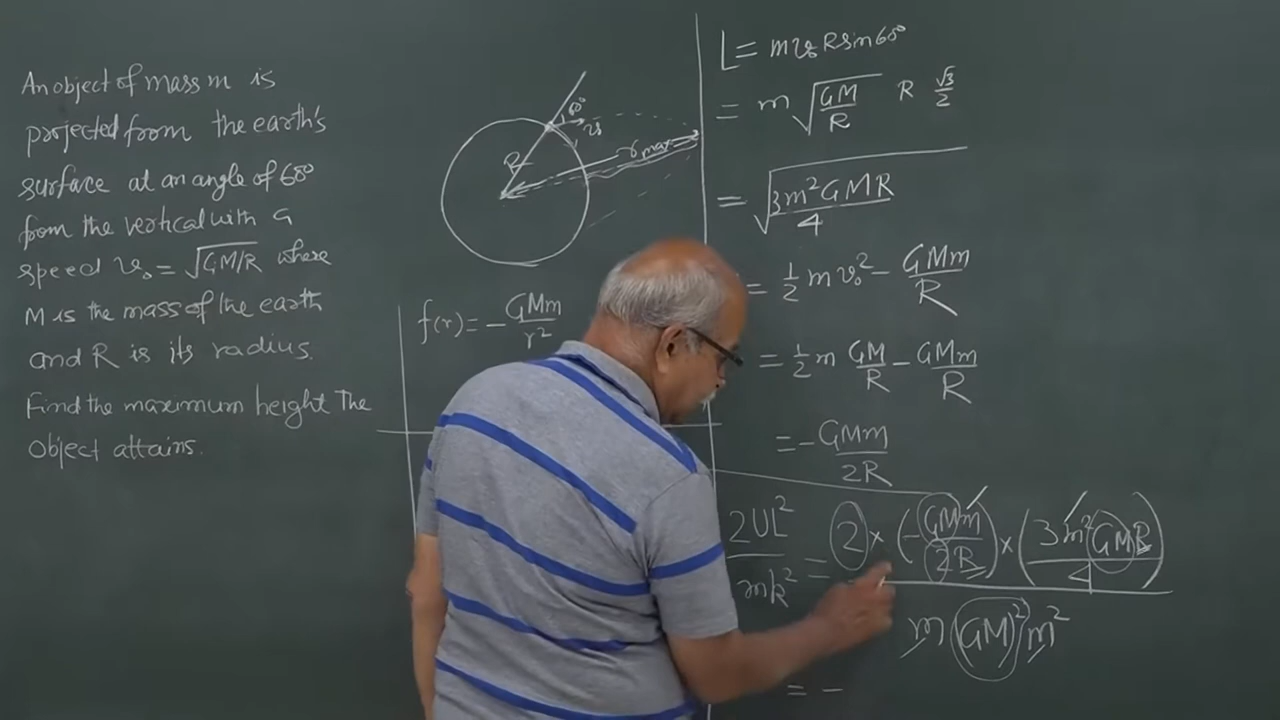 An object of mass m is
projected from the earth's
surface at an angle of 60°
from the vertical with a
speed v₀ = √GM/R where
M is the mass of the earth
and R is its radius.
Find the maximum height the
object attains.
60°
v₀
R
r max
f(r) = - GMm / r²
L = m v₀ R sin 60°
= m √(GM/R) R √3/2
= √(3m²GMR/4)
= 1/2 m v₀² - GMm/R
= 1/2 m GM/R - GMm/R
= - GMm/2R
2UL²/mk² = 2 × (-GMm/2R) × (3m²GMR/4) / m(GM)²m²
= -